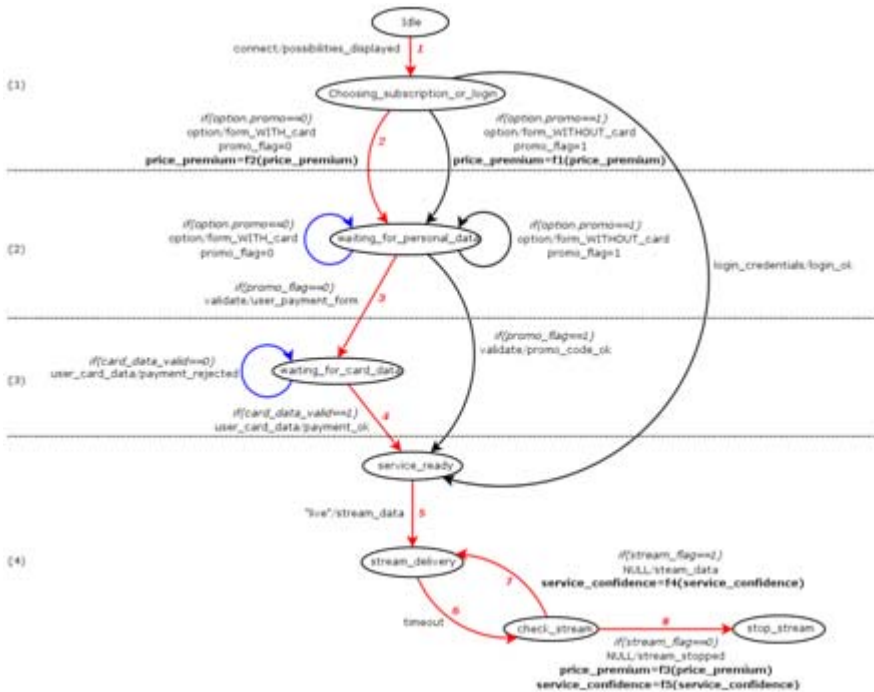 Idle
connect/possibilities_displayed
1
(1)
Choosing_subscription_or_login
if(option.promo==0)
option/form_WITH_card
promo_flag=0
price_premium=f2(price_premium)
2
if(option.promo==1)
option/form_WITHOUT_card
promo_flag=1
price_premium=f1(price_premium)
(2)
if(option.promo==0)
option/form_WITH_card
promo_flag=0
waiting_for_personal_data
if(option.promo==1)
option/form_WITHOUT_card
promo_flag=1
login_credentials/login_ok
if(promo_flag==0)
validate/user_payment_form
3
if(promo_flag==1)
validate/promo_code_ok
(3)
if(card_data_valid==0)
user_card_data/payment_rejected
waiting_for_card_data
if(card_data_valid==1)
user_card_data/payment_ok
4
service_ready
"live"/stream_data
5
(4)
stream_delivery
7
if(stream_flag==1)
NULL/steam_data
service_confidence=f4(service_confidence)
timeout
6
check_stream
8
stop_stream
if(stream_flag==0)
NULL/stream_stopped
price_premium=f3(price_premium)
service_confidence=f5(service_confidence)